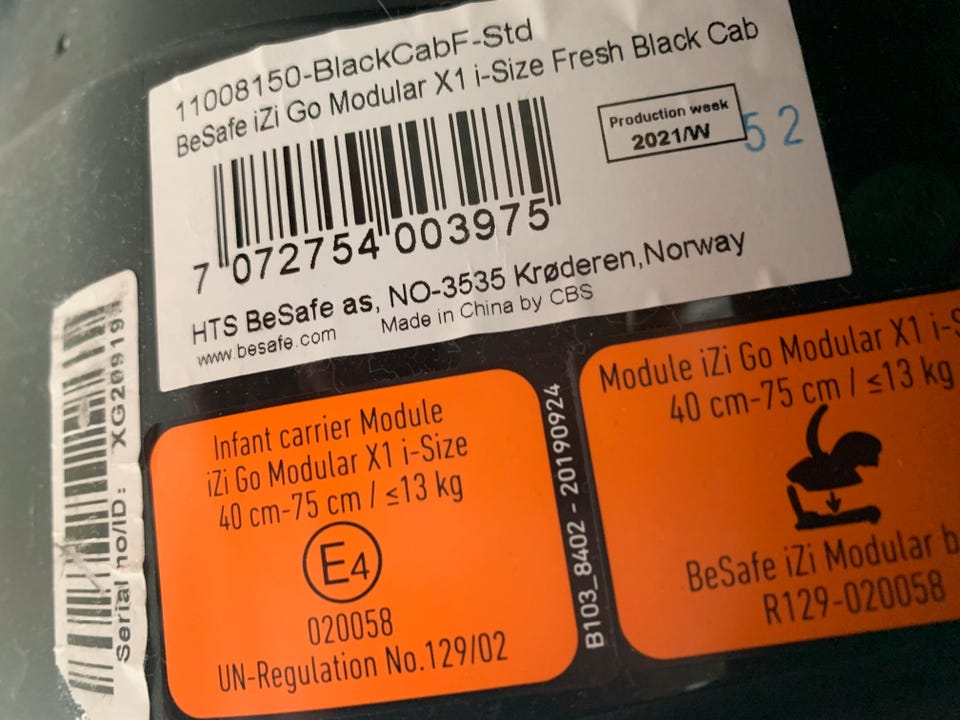 11008150-BlackCabF-Std
BeSafe iZi Go Modular X1 i-Size Fresh Black Cab
Production week
2021/W 52
7 072754 003975
HTS BeSafe as, NO-3535 Krøderen,Norway
www.besafe.com Made in China by CBS
Serial no/ID: XG209191
Infant carrier Module
iZi Go Modular X1 i-Size
40 cm-75 cm / ≤13 kg
E4
020058
UN-Regulation No.129/02
B103_8402 - 20190924
Module iZi Go Modular X1 i-S
40 cm-75 cm / ≤13 kg
BeSafe iZi Modular b
R129-020058